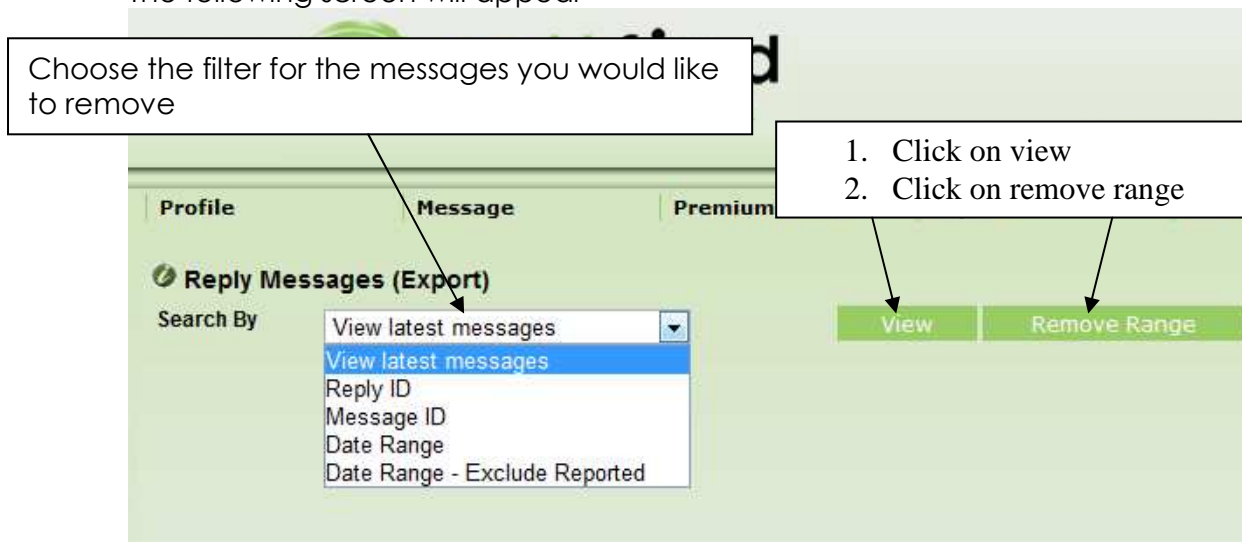 The following screen will appear
Choose the filter for the messages you would like
to remove
1. Click on view
2. Click on remove range
Profile
Message
Premium
Reply Messages (Export)
Search By
View latest messages
View
Remove Range
View latest messages
Reply ID
Message ID
Date Range
Date Range - Exclude Reported